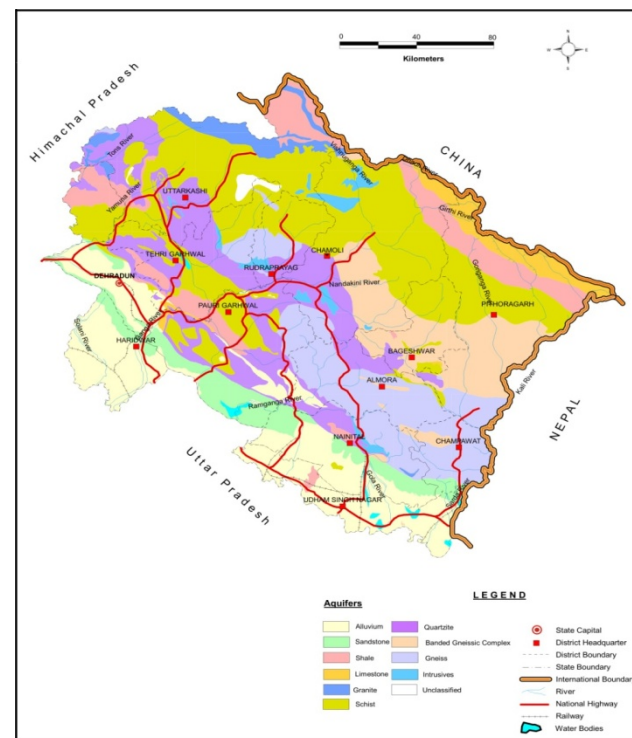 0 40 80
Kilometers
N
W E
S
Himachal Pradesh
CHINA
Tons River
Yamuna River
UTTARKASHI
Girthi River
TEHRI GARHWAL
CHAMOLI
DEHRADUN
RUDRAPRAYAG
Nandakini River
Goriganga River
PITHORAGARH
PAURI GARHWAL
Solani River
HARIDWAR
BAGESHWAR
Kali River
ALMORA
NEPAL
Ramganga River
NAINITAL
CHAMPAWAT
Uttar Pradesh
Gola River
UDHAM SINGH NAGAR
LEGEND
Aquifers
Alluvium
Sandstone
Shale
Limestone
Granite
Schist
Quartzite
Banded Gneissic Complex
Gneiss
Intrusives
Unclassified
State Capital
District Headquarter
District Boundary
State Boundary
International Boundar
River
National Highway
Railway
Water Bodies